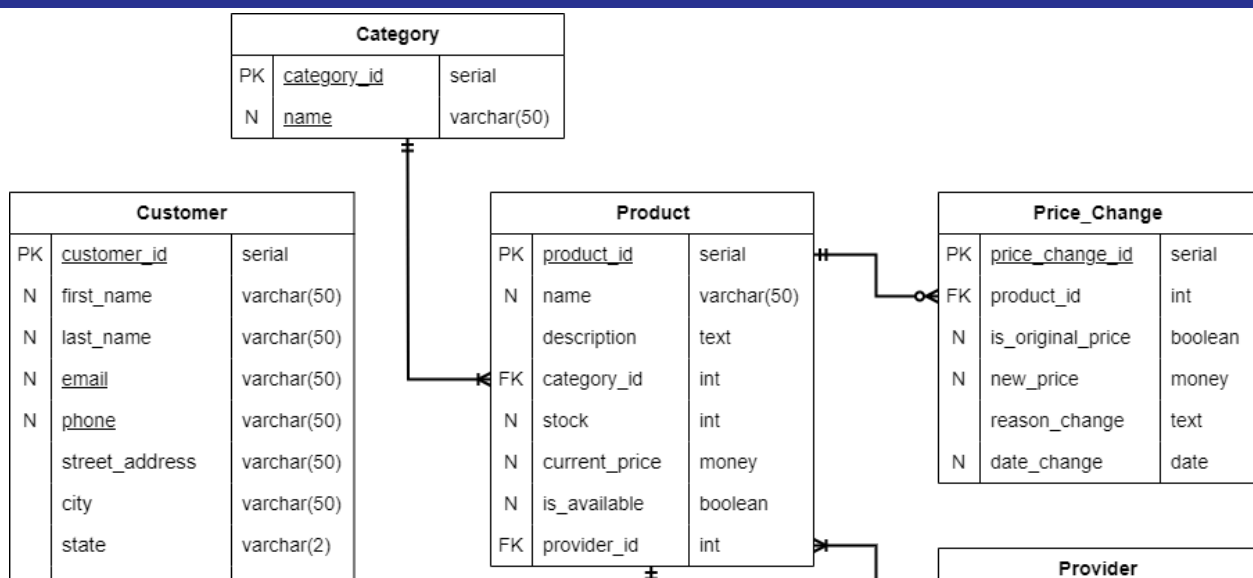 Category
PK category_id serial
N name varchar(50)
Customer
PK customer_id serial
N first_name varchar(50)
N last_name varchar(50)
N email varchar(50)
N phone varchar(50)
street_address varchar(50)
city varchar(50)
state varchar(2)
Product
PK product_id serial
N name varchar(50)
description text
FK category_id int
N stock int
N current_price money
N is_available boolean
FK provider_id int
Price_Change
PK price_change_id serial
FK product_id int
N is_original_price boolean
N new_price money
reason_change text
N date_change date
Provider